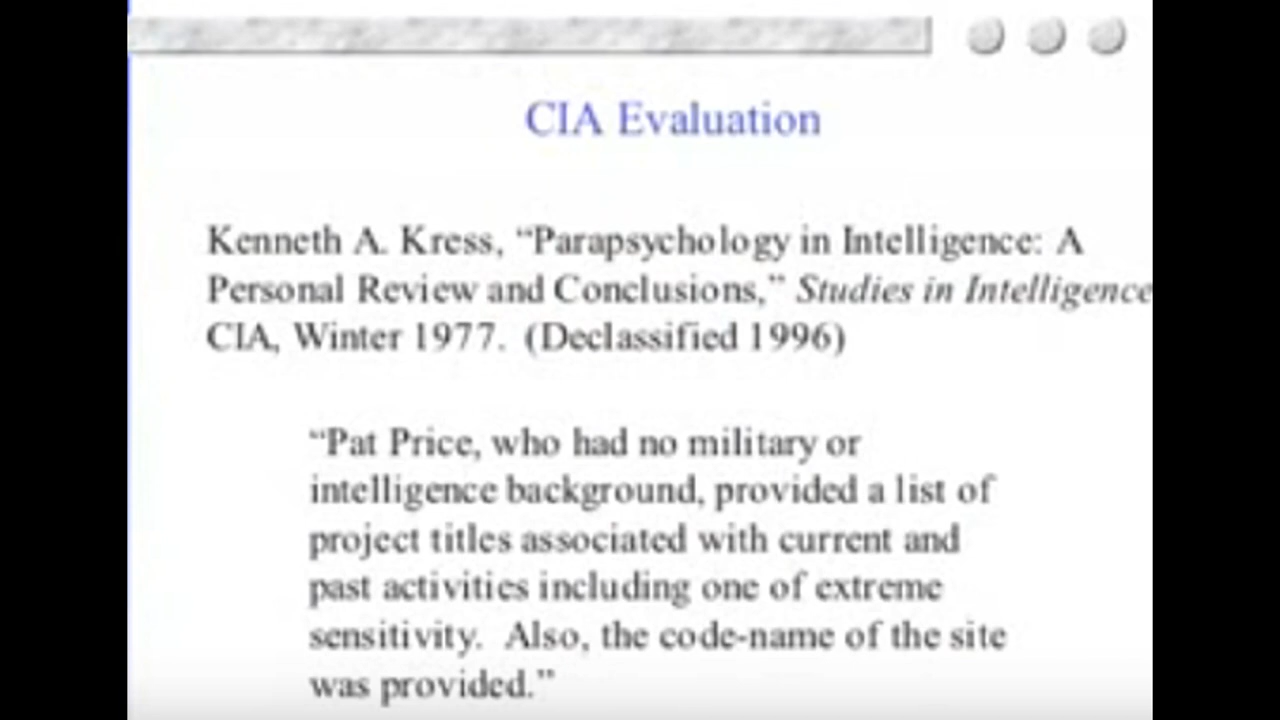 CIA Evaluation
Kenneth A. Kress, “Parapsychology in Intelligence: A
Personal Review and Conclusions,” Studies in Intelligence
CIA, Winter 1977. (Declassified 1996)
“Pat Price, who had no military or
intelligence background, provided a list of
project titles associated with current and
past activities including one of extreme
sensitivity. Also, the code-name of the site
was provided.”